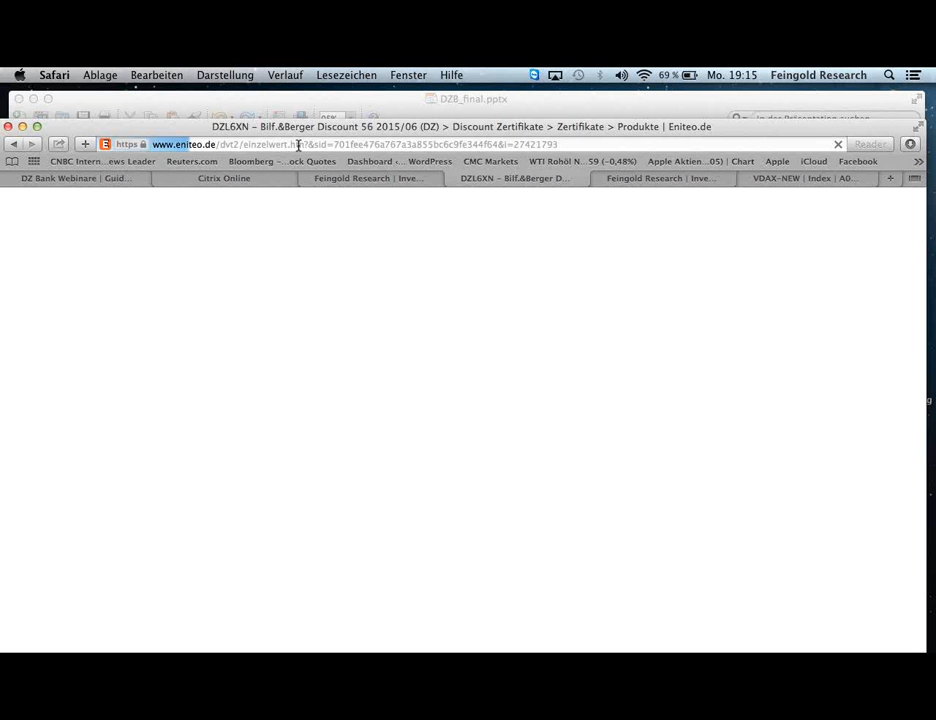 Safari Ablage Bearbeiten Darstellung Verlauf Lesezeichen Fenster Hilfe 69 % Mo. 19:15 Feingold Research
DZB_final.pptx
DZL6XN – Bilf.&Berger Discount 56 2015/06 (DZ) > Discount Zertifikate > Zertifikate > Produkte | Eniteo.de
https www.eniteo.de/dvt2/einzelwert.htn?&sid=701fee476a767a3a855bc6c9fe344f64&i=27421793 Reader
CNBC Intern...ews Leader Reuters.com Bloomberg –...ock Quotes Dashboard ‹... WordPress CMC Markets WTI Rohöl N... 59 (−0,48%) Apple Aktien...05) | Chart Apple iCloud Facebook
DZ Bank Webinare | Guid... Citrix Online Feingold Research | Inve... DZL6XN – Bilf.&Berger D... Feingold Research | Inve... VDAX-NEW | Index | A0...